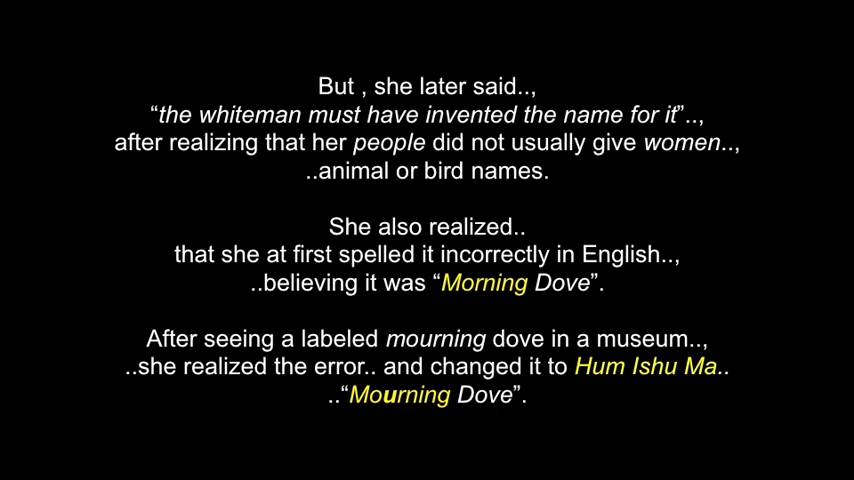 But , she later said..,
“the whiteman must have invented the name for it”..,
after realizing that her people did not usually give women..,
..animal or bird names.
She also realized..
that she at first spelled it incorrectly in English..,
..believing it was “Morning Dove”.
After seeing a labeled mourning dove in a museum..,
..she realized the error.. and changed it to Hum Ishu Ma..
..“Mourning Dove”.